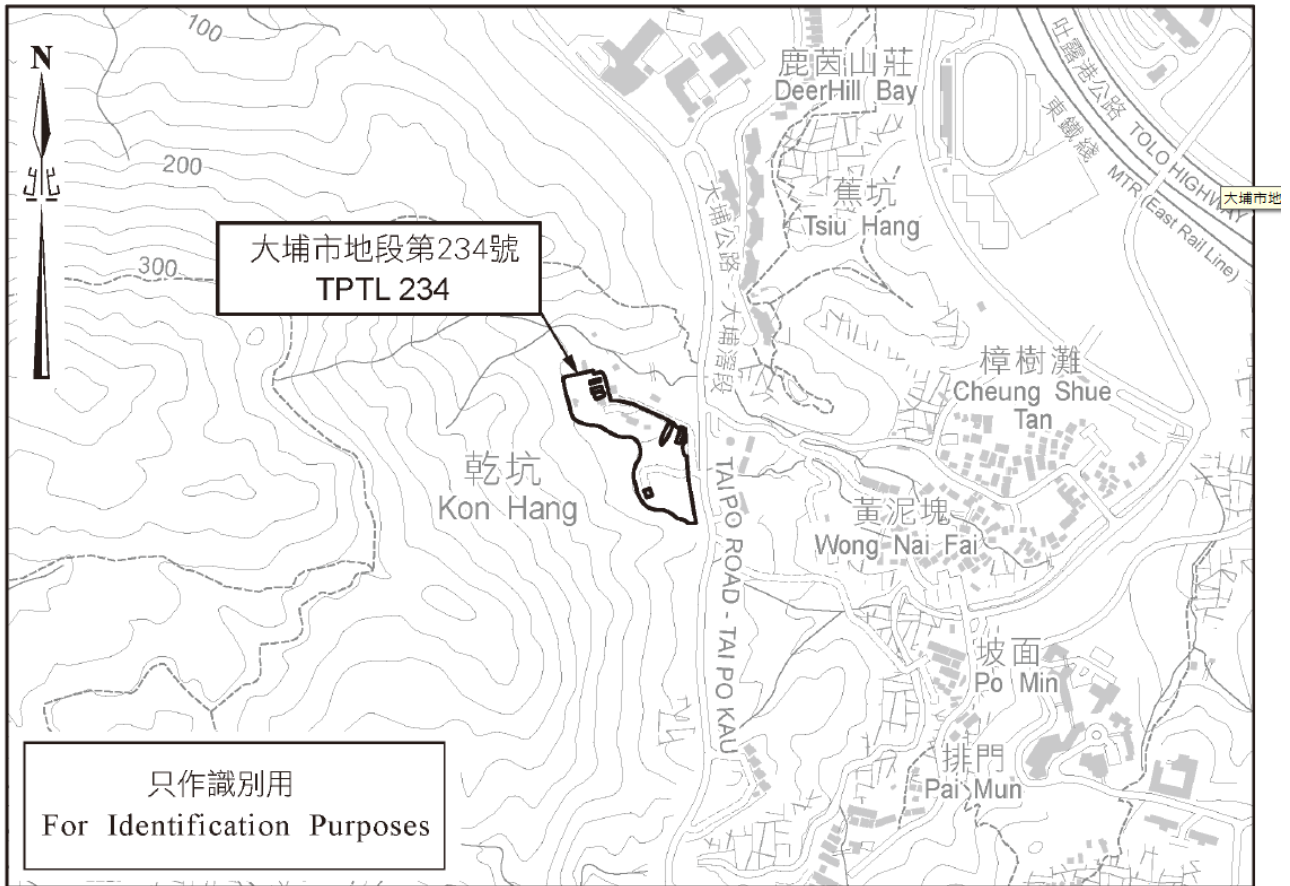 100
N
北
200
300
大埔市地段第234號
TPTL 234
鹿茵山莊
DeerHill Bay
吐露港公路 TOLO HIGHWAY
東鐵綫 MTR (East Rail Line)
大埔市地
蕉坑
Tsiu Hang
大埔公路 - 大埔滘段
TAI PO ROAD - TAI PO KAU
樟樹灘
Cheung Shue
Tan
乾坑
Kon Hang
黃泥塊
Wong Nai Fai
坡面
Po Min
排門
Pai Mun
只作識別用
For Identification Purposes